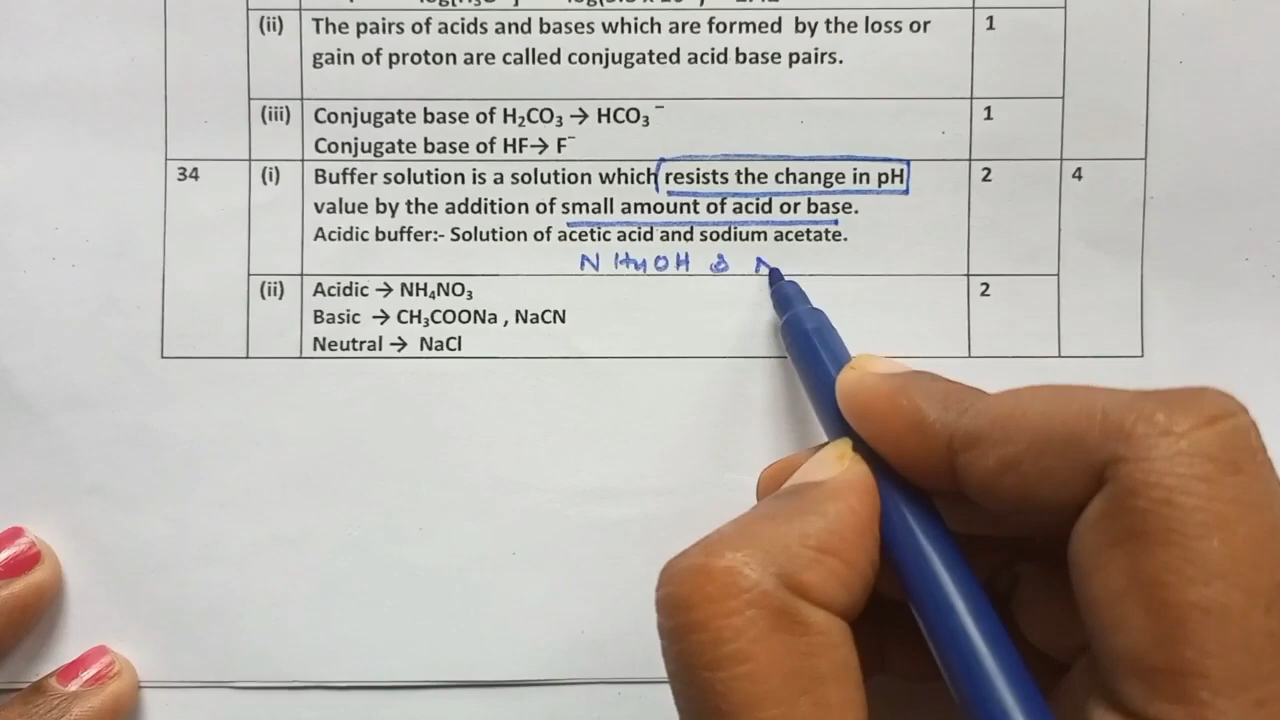 (ii) The pairs of acids and bases which are formed by the loss or 1
gain of proton are called conjugated acid base pairs.
(iii) Conjugate base of H₂CO₃ → HCO₃⁻ 1
Conjugate base of HF→ F⁻
34 (i) Buffer solution is a solution which resists the change in pH 2 4
value by the addition of small amount of acid or base.
Acidic buffer:- Solution of acetic acid and sodium acetate.
NH₄OH & N
(ii) Acidic → NH₄NO₃ 2
Basic → CH₃COONa , NaCN
Neutral → NaCl